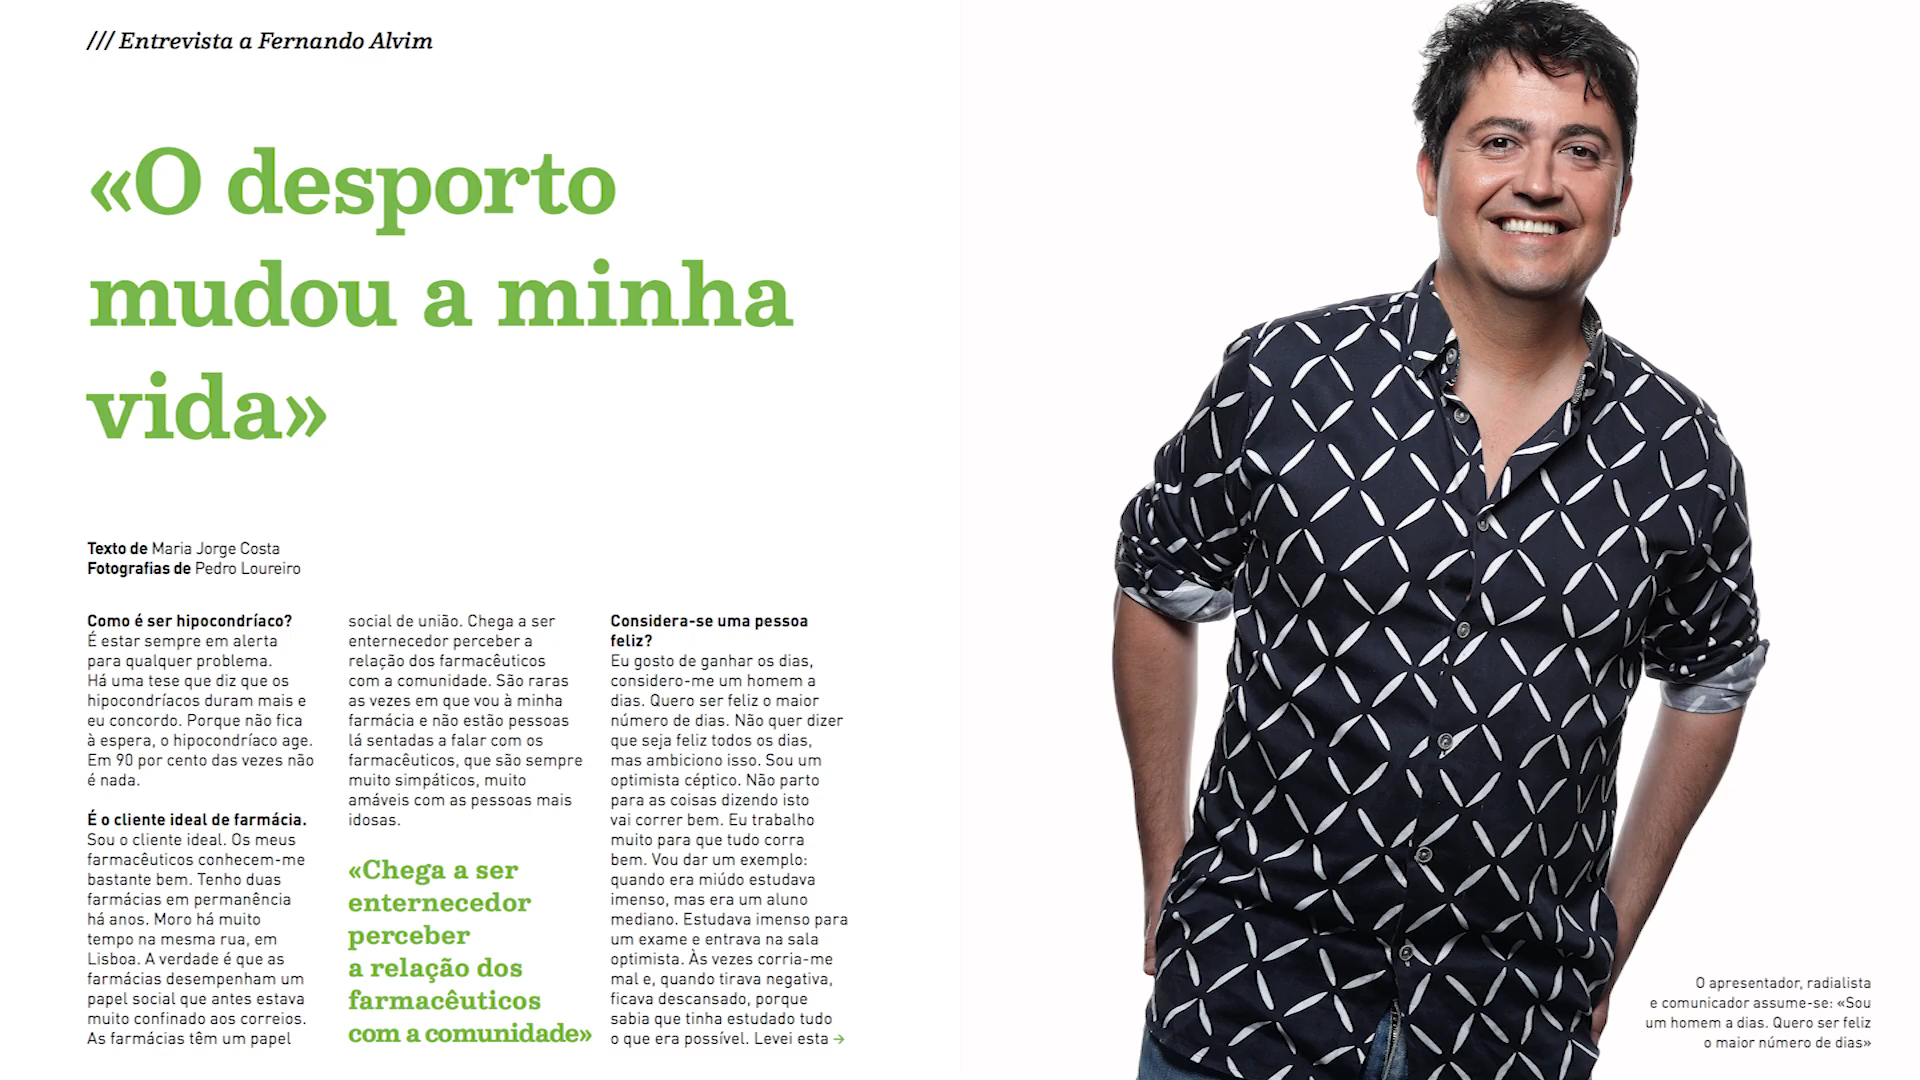 /// Entrevista a Fernando Alvim
«O desporto
mudou a minha
vida»
Texto de Maria Jorge Costa
Fotografias de Pedro Loureiro
Como é ser hipocondríaco?
É estar sempre em alerta
para qualquer problema.
Há uma tese que diz que os
hipocondríacos duram mais e
eu concordo. Porque não fica
à espera, o hipocondríaco age.
Em 90 por cento das vezes não
é nada.
É o cliente ideal de farmácia.
Sou o cliente ideal. Os meus
farmacêuticos conhecem-me
bastante bem. Tenho duas
farmácias em permanência
há anos. Moro há muito
tempo na mesma rua, em
Lisboa. A verdade é que as
farmácias desempenham um
papel social que antes estava
muito confinado aos correios.
As farmácias têm um papel
social de união. Chega a ser
enternecedor perceber a
relação dos farmacêuticos
com a comunidade. São raras
as vezes em que vou à minha
farmácia e não estão pessoas
lá sentadas a falar com os
farmacêuticos, que são sempre
muito simpáticos, muito
amáveis com as pessoas mais
idosas.
«Chega a ser
enternecedor
perceber
a relação dos
farmacêuticos
com a comunidade»
Considera-se uma pessoa
feliz?
Eu gosto de ganhar os dias,
considero-me um homem a
dias. Quero ser feliz o maior
número de dias. Não quer dizer
que seja feliz todos os dias,
mas ambiciono isso. Sou um
optimista céptico. Não parto
para as coisas dizendo isto
vai correr bem. Eu trabalho
muito para que tudo corra
bem. Vou dar um exemplo:
quando era miúdo estudava
imenso, mas era um aluno
mediano. Estudava imenso para
um exame e entrava na sala
optimista. Às vezes corria-me
mal e, quando tirava negativa,
ficava descansado, porque
sabia que tinha estudado tudo
o que era possível. Levei esta →
O apresentador, radialista
e comunicador assume-se: «Sou
um homem a dias. Quero ser feliz
o maior número de dias»